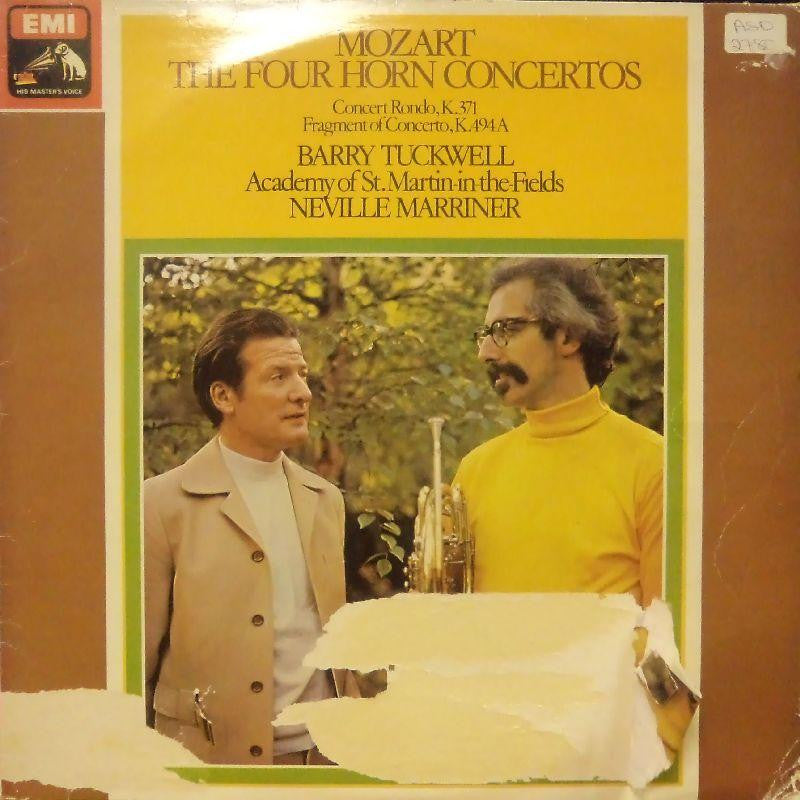 EMI
HIS MASTER'S VOICE
MOZART
THE FOUR HORN CONCERTOS
Concert Rondo, K.371
Fragment of Concerto, K.494A
BARRY TUCKWELL
Academy of St. Martin-in-the-Fields
NEVILLE MARRINER
ASD